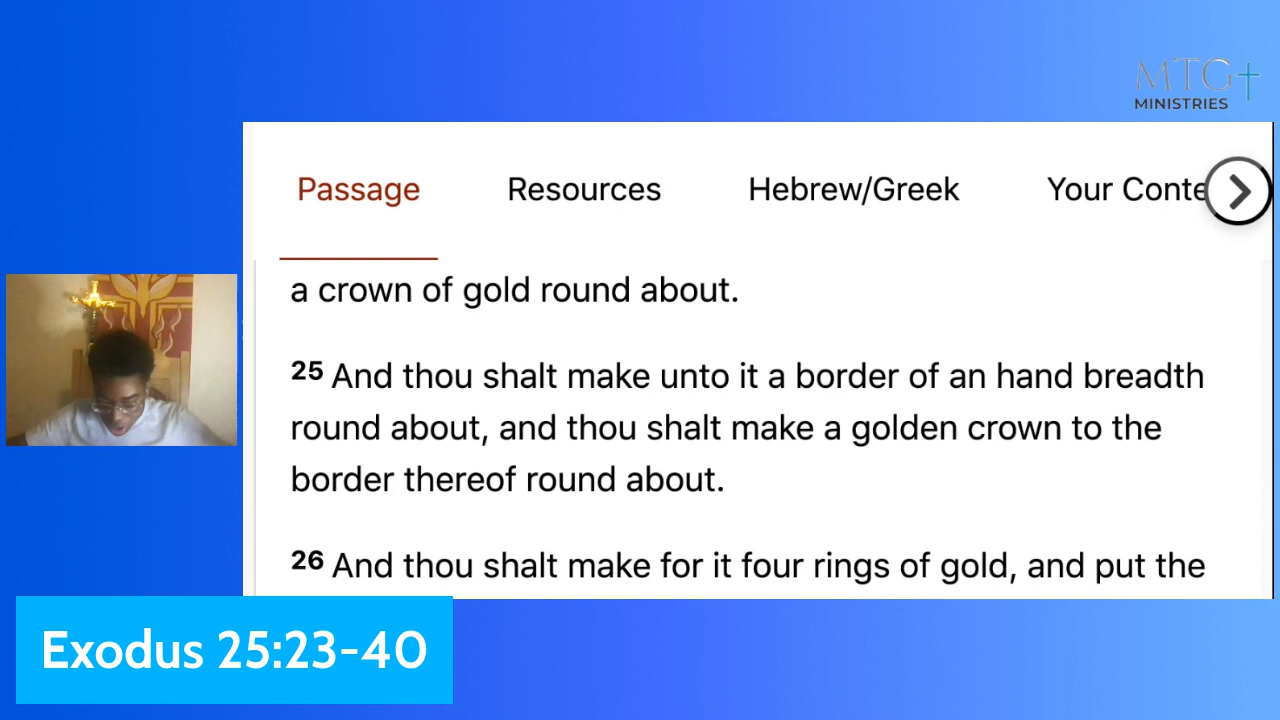 MTG
MINISTRIES
Passage Resources Hebrew/Greek Your Conte
a crown of gold round about.
25 And thou shalt make unto it a border of an hand breadth
round about, and thou shalt make a golden crown to the
border thereof round about.
26 And thou shalt make for it four rings of gold, and put the
Exodus 25:23-40